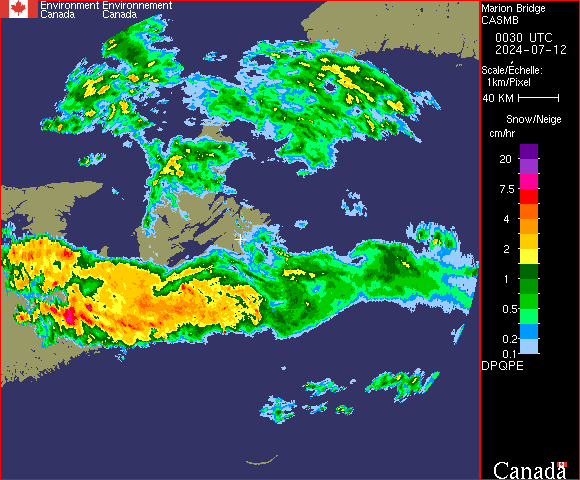 Environment Environnement
Canada Canada
Marion Bridge
CASMB
0030 UTC
2024-07-12
Scale/Échelle:
1km/Pixel
40 KM
Snow/Neige
cm/hr
20
7.5
4
2
1
0.5
0.2
0.1
DPQPE
Canada